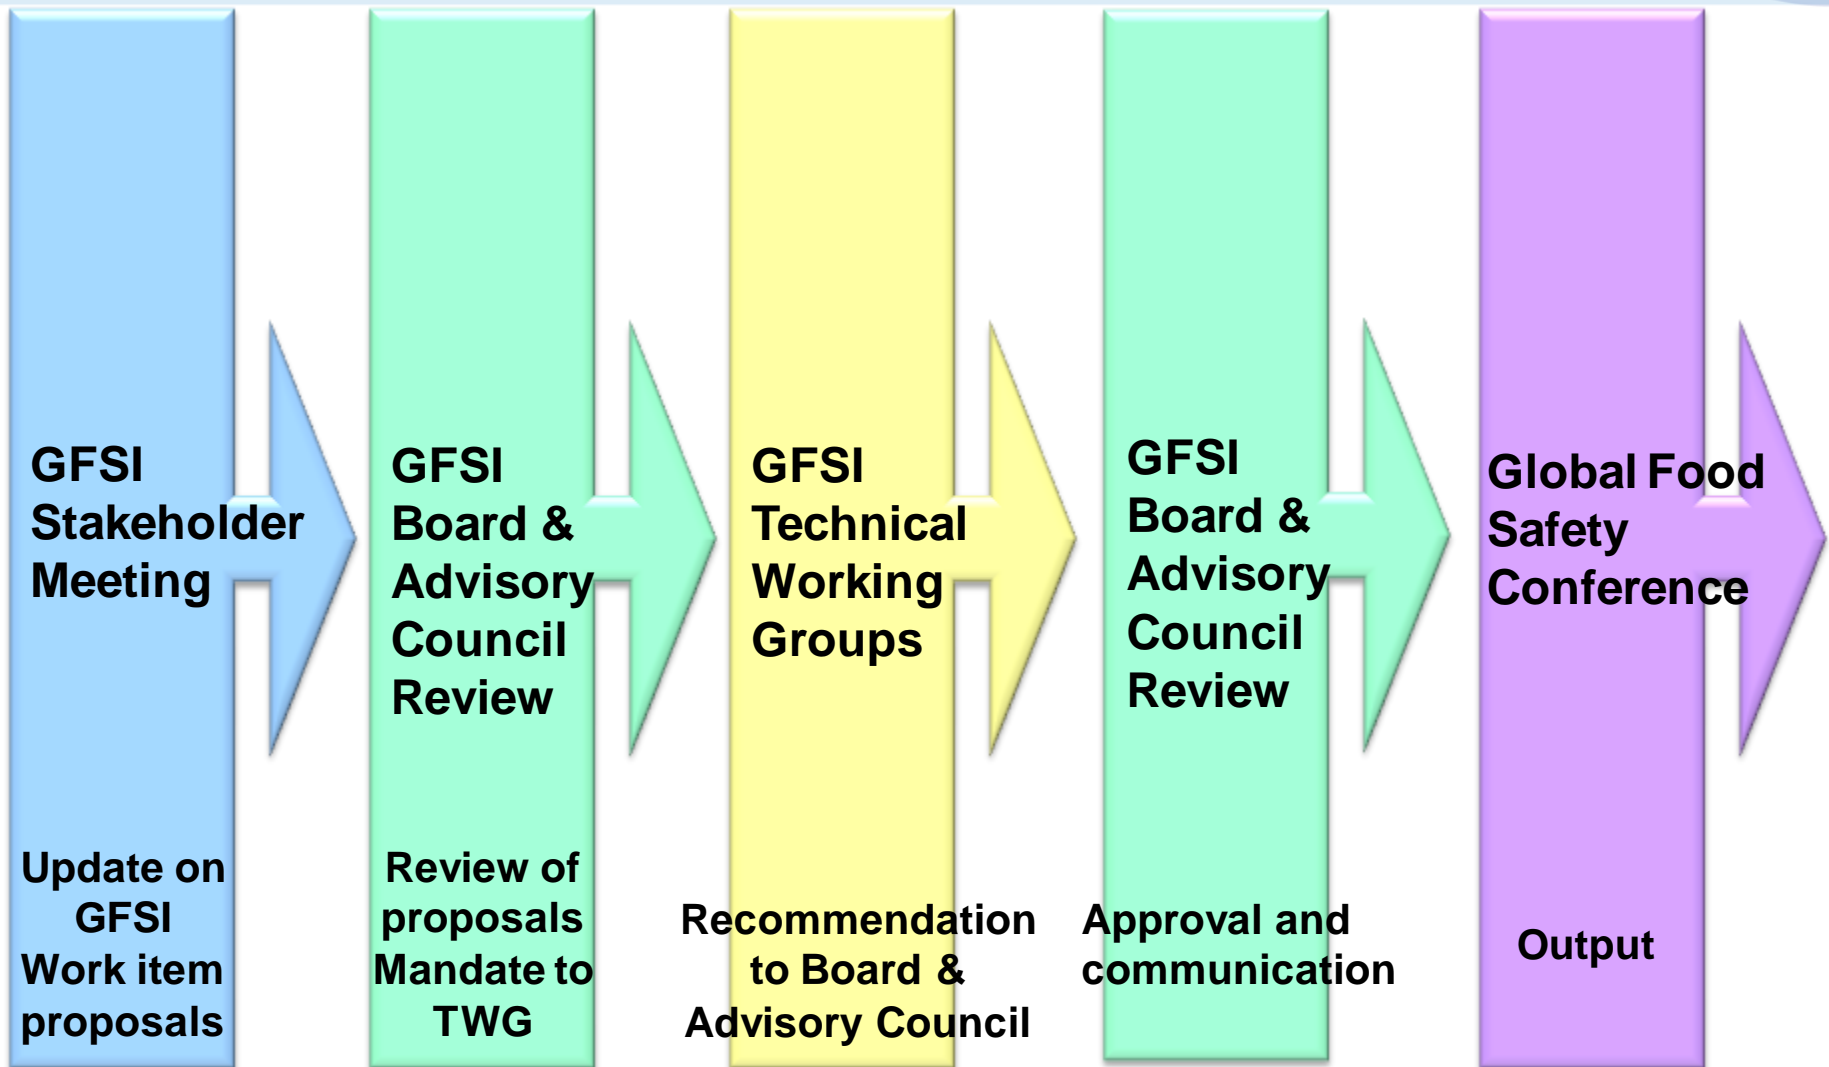 GFSI
Stakeholder
Meeting
GFSI
Board &
Advisory
Council
Review
GFSI
Technical
Working
Groups
GFSI
Board &
Advisory
Council
Review
Global Food
Safety
Conference
Update on
GFSI
Work item
proposals
Review of
proposals
Mandate to
TWG
Recommendation
to Board &
Advisory Council
Approval and
communication
Output